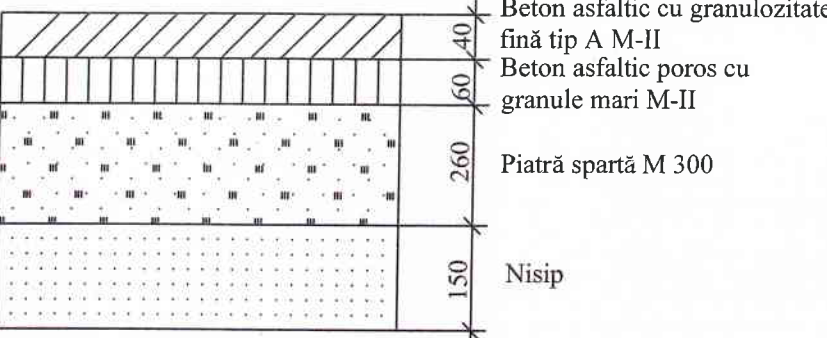 Beton asfaltic cu granulozitate
fină tip A M-II
40
Beton asfaltic poros cu
granule mari M-II
60
Piatră spartă M 300
260
Nisip
150